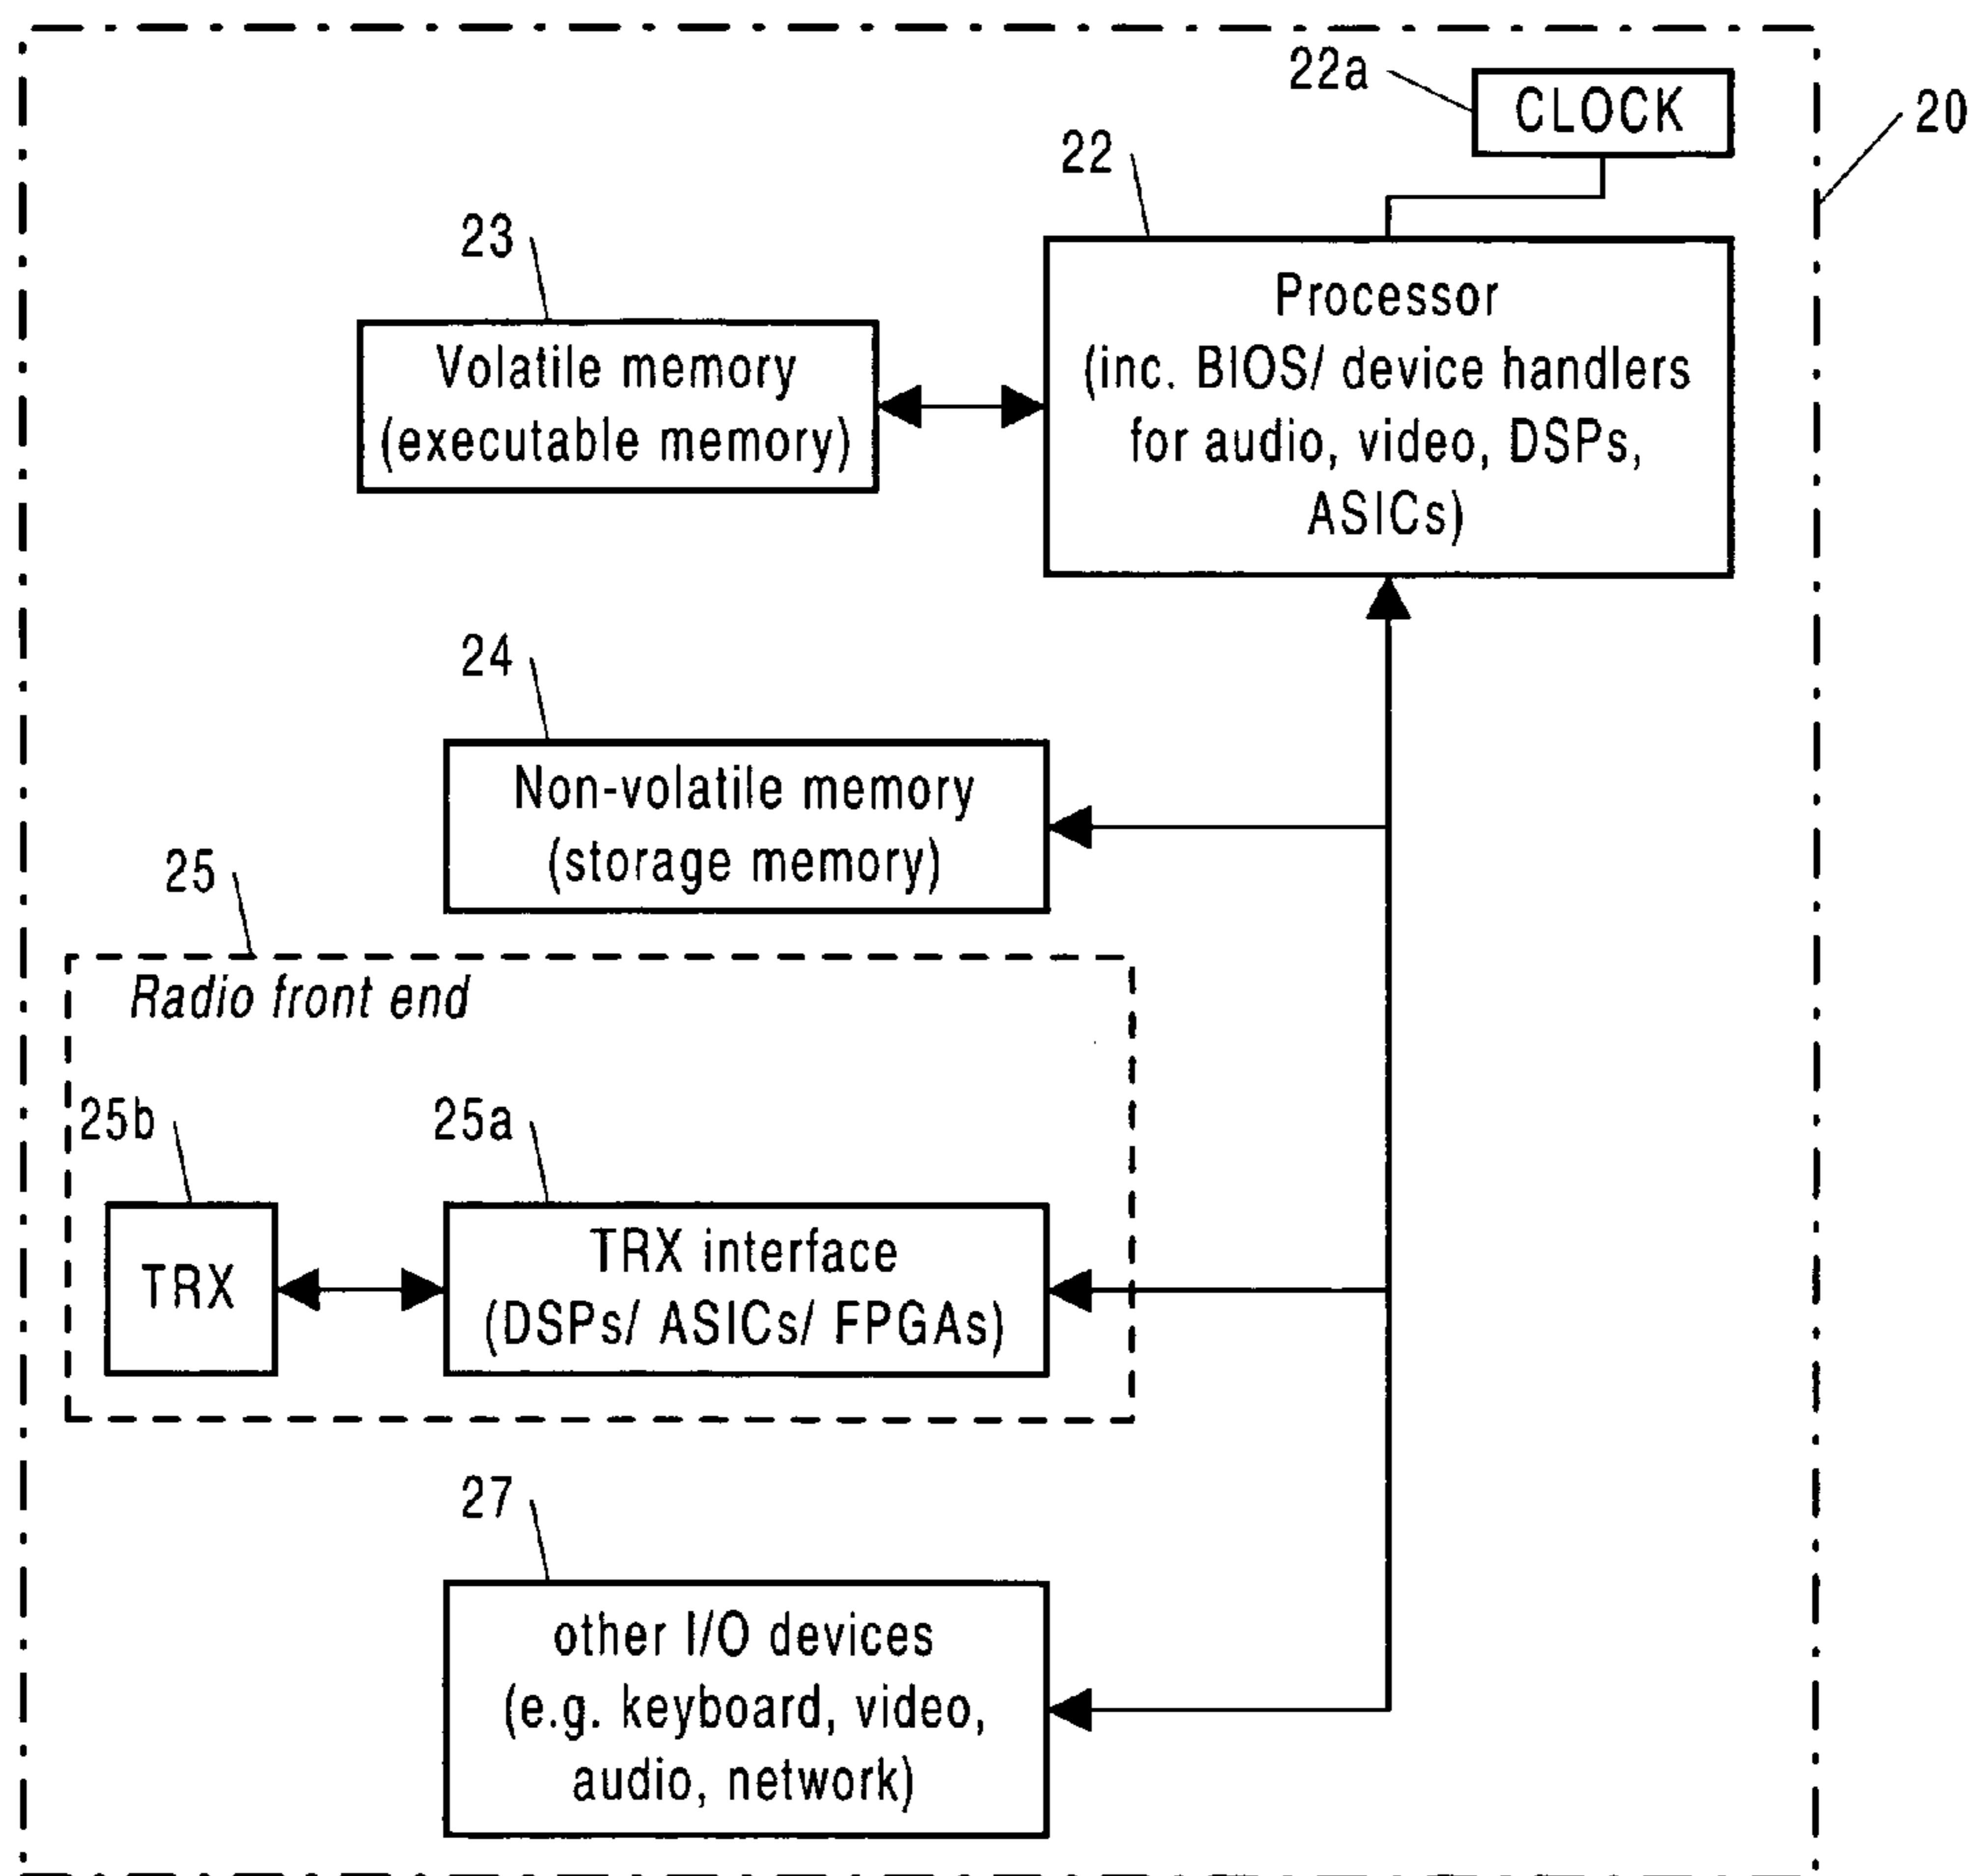 22a
CLOCK
20
22
23
Processor
(inc. BIOS/ device handlers
for audio, video, DSPs,
ASICs)
Volatile memory
(executable memory)
24
Non-volatile memory
(storage memory)
25
Radio front end
25b
25a
TRX
TRX interface
(DSPs/ ASICs/ FPGAs)
27
other I/O devices
(e.g. keyboard, video,
audio, network)